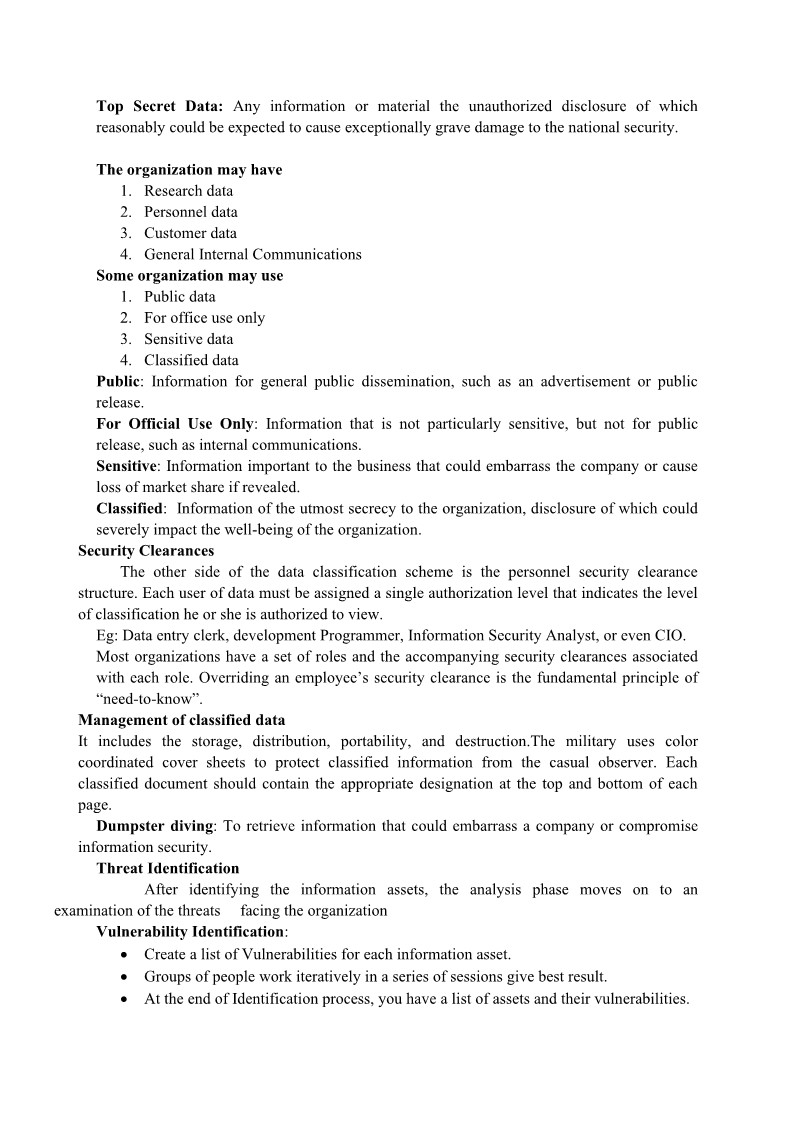 Top Secret Data: Any information or material the unauthorized disclosure of which
reasonably could be expected to cause exceptionally grave damage to the national security.
The organization may have
1. Research data
2. Personnel data
3. Customer data
4. General Internal Communications
Some organization may use
1. Public data
2. For office use only
3. Sensitive data
4. Classified data
Public: Information for general public dissemination, such as an advertisement or public
release.
For Official Use Only: Information that is not particularly sensitive, but not for public
release, such as internal communications.
Sensitive: Information important to the business that could embarrass the company or cause
loss of market share if revealed.
Classified:  Information of the utmost secrecy to the organization, disclosure of which could
severely impact the well-being of the organization.
Security Clearances
The other side of the data classification scheme is the personnel security clearance
structure. Each user of data must be assigned a single authorization level that indicates the level
of classification he or she is authorized to view.
Eg: Data entry clerk, development Programmer, Information Security Analyst, or even CIO.
Most organizations have a set of roles and the accompanying security clearances associated
with each role. Overriding an employee’s security clearance is the fundamental principle of
“need-to-know”.
Management of classified data
It includes the storage, distribution, portability, and destruction.The military uses color
coordinated cover sheets to protect classified information from the casual observer. Each
classified document should contain the appropriate designation at the top and bottom of each
page.
Dumpster diving: To retrieve information that could embarrass a company or compromise
information security.
Threat Identification
After identifying the information assets, the analysis phase moves on to an
examination of the threats    facing the organization
Vulnerability Identification:
• Create a list of Vulnerabilities for each information asset.
• Groups of people work iteratively in a series of sessions give best result.
• At the end of Identification process, you have a list of assets and their vulnerabilities.